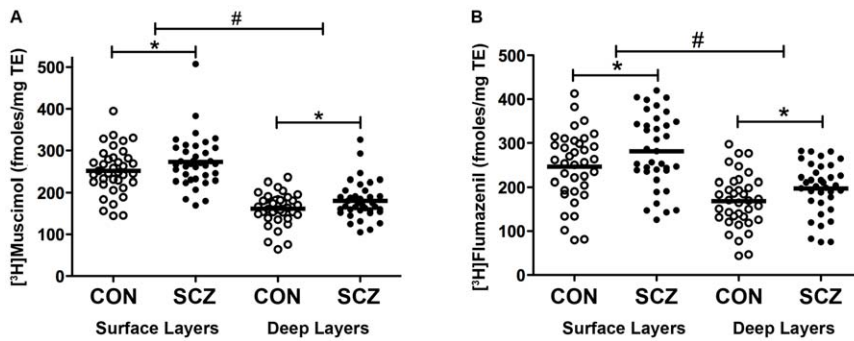 A
#
*
*
[³H]Muscimol (fmoles/mg TE)
500
400
300
200
100
0
CON SCZ CON SCZ
Surface Layers Deep Layers
B
#
*
*
[³H]Flumazenil (fmoles/mg TE)
500
400
300
200
100
0
CON SCZ CON SCZ
Surface Layers Deep Layers